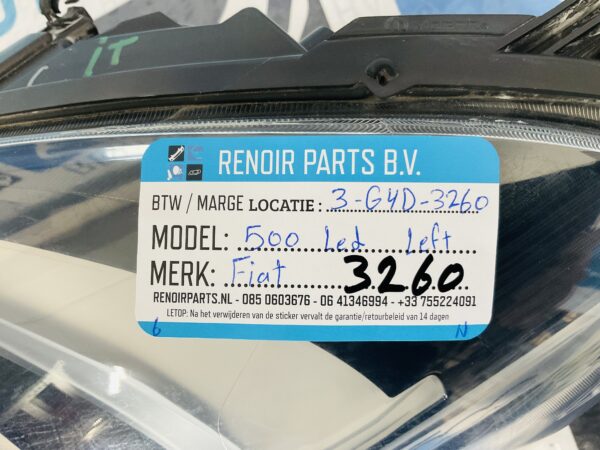 iT
RENOIR PARTS B.V.
BTW / MARGE LOCATIE : 3-G4D-3260
MODEL: 500 Led Left
MERK: Fiat 3260
RENOIRPARTS.NL - 085 0603676 - 06 41346994 - +33 755224091
LETOP: Na het verwijderen van de sticker vervalt de garantie/retourbeleid van 14 dagen
6 N